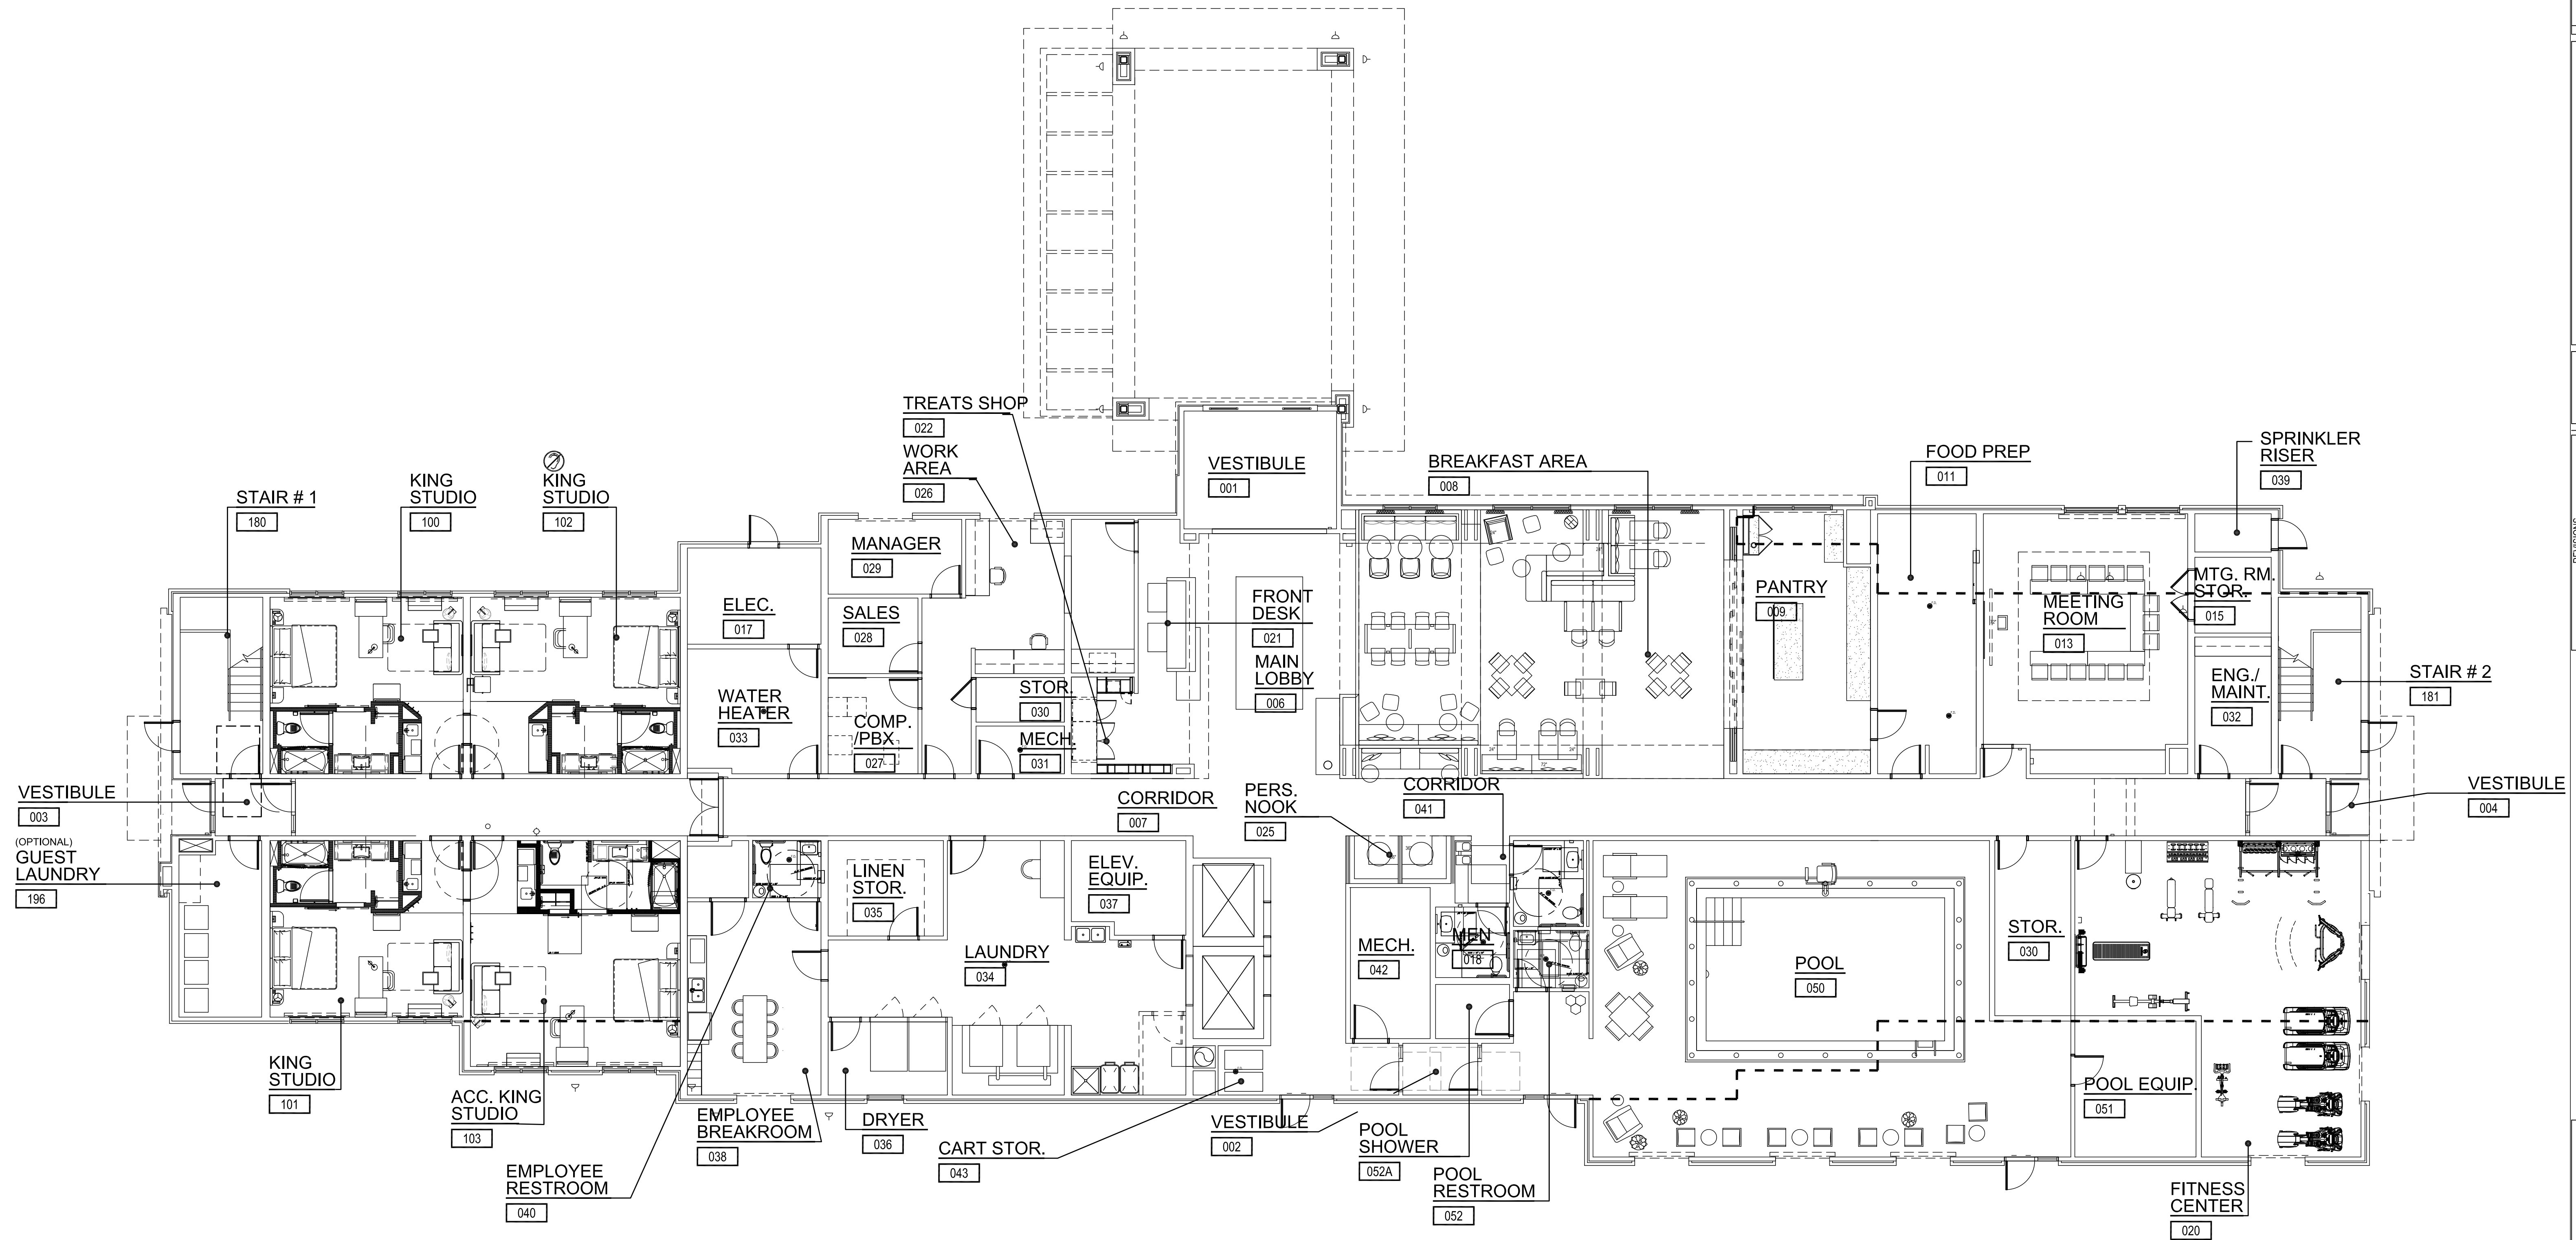 TREATS SHOP
022
WORK
AREA
026
VESTIBULE
001
BREAKFAST AREA
008
FOOD PREP
011
SPRINKLER
RISER
039
STAIR # 1
180
KING
STUDIO
100
KING
STUDIO
102
MANAGER
029
SALES
028
ELEC.
017
WATER
HEATER
033
COMP.
/PBX
027
STOR.
030
MECH.
031
FRONT
DESK
021
MAIN
LOBBY
006
PANTRY
009
MEETING
ROOM
013
MTG. RM.
STOR.
015
ENG./
MAINT.
032
STAIR # 2
181
VESTIBULE
003
(OPTIONAL)
GUEST
LAUNDRY
196
CORRIDOR
007
PERS.
NOOK
025
CORRIDOR
041
VESTIBULE
004
LINEN
STOR.
035
ELEV.
EQUIP.
037
LAUNDRY
034
MECH.
042
MEN
018
POOL
050
STOR.
030
KING
STUDIO
101
ACC. KING
STUDIO
103
EMPLOYEE
RESTROOM
040
EMPLOYEE
BREAKROOM
038
DRYER
036
CART STOR.
043
VESTIBULE
002
POOL
SHOWER
052A
POOL
RESTROOM
052
POOL EQUIP.
051
FITNESS
CENTER
020